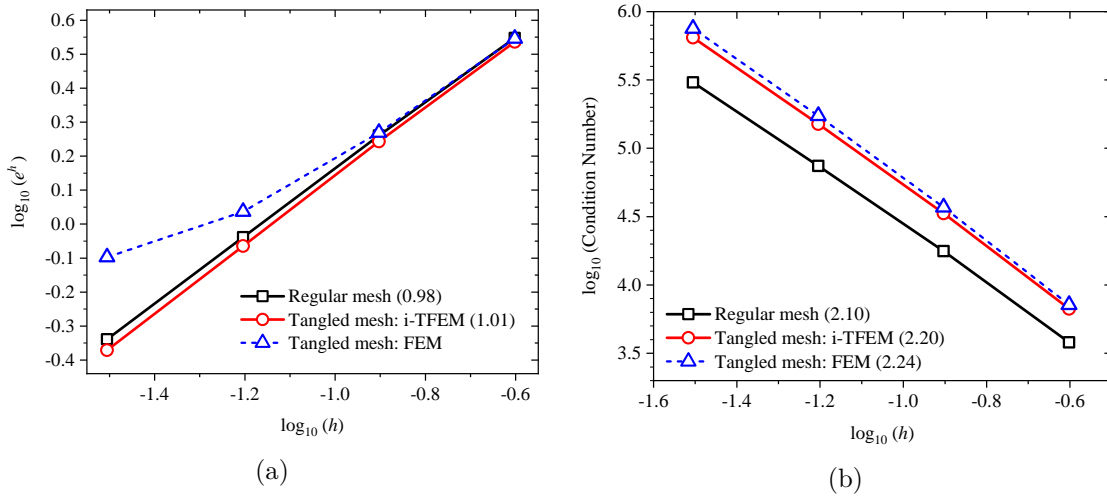 0.6
0.5
0.4
0.3
0.2
0.1
0.0
-0.1
-0.2
-0.3
-0.4
log10 (e^h)
Regular mesh (0.98)
Tangled mesh: i-TFEM (1.01)
Tangled mesh: FEM
-1.4 -1.2 -1.0 -0.8 -0.6
log10 (h)
(a)
6.0
5.5
5.0
4.5
4.0
3.5
log10 (Condition Number)
Regular mesh (2.10)
Tangled mesh: i-TFEM (2.20)
Tangled mesh: FEM (2.24)
-1.6 -1.4 -1.2 -1.0 -0.8 -0.6
log10 (h)
(b)